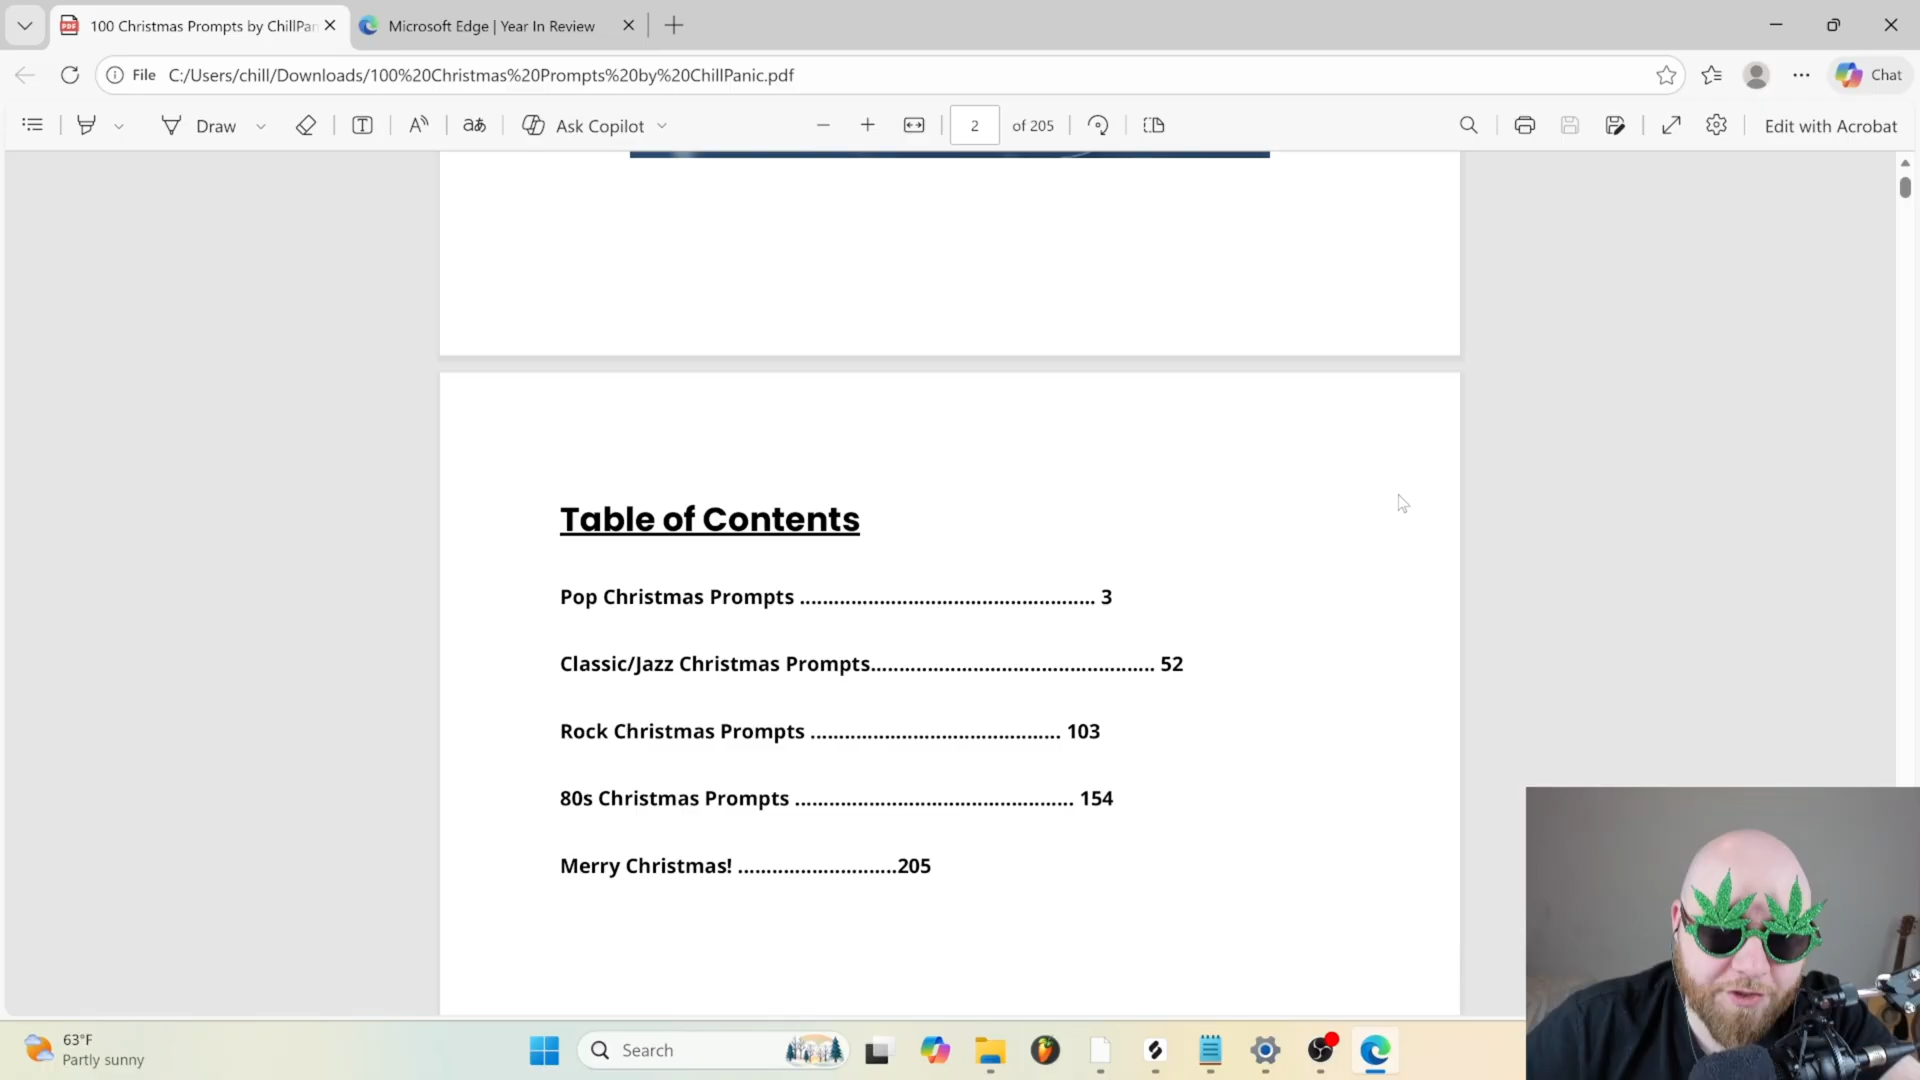 100 Christmas Prompts by ChillPan
Microsoft Edge | Year In Review
File C:/Users/chill/Downloads/100%20Christmas%20Prompts%20by%20ChillPanic.pdf
Chat
Draw
Ask Copilot
2 of 205
Edit with Acrobat
Table of Contents
Pop Christmas Prompts .................................................... 3
Classic/Jazz Christmas Prompts.................................................. 52
Rock Christmas Prompts ............................................ 103
80s Christmas Prompts ................................................. 154
Merry Christmas! ............................205
63°F
Partly sunny
Search